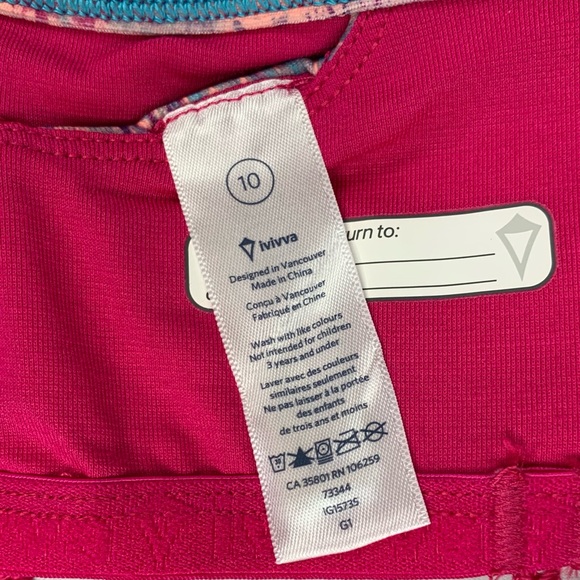 10
ivivva
Designed in Vancouver
Made in China
Conçu à Vancouver
Fabriqué en Chine
Wash with like colours
Not intended for children
3 years and under
Laver avec des couleurs
similaires seulement
Ne pas laisser à la portée
des enfants
de trois ans et moins
CA 35801 RN 106259
73344
IG15735
G1
urn to: